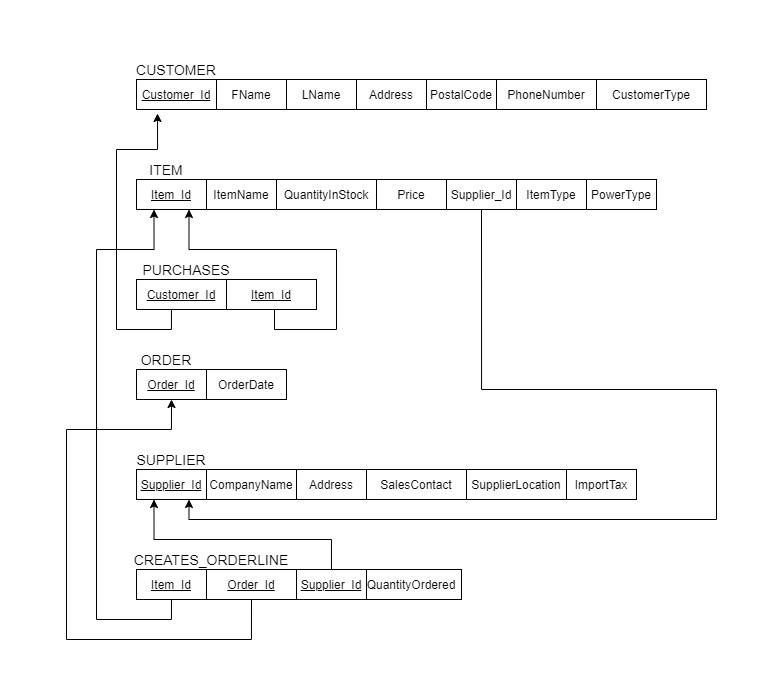 CUSTOMER
Customer_Id FName LName Address PostalCode PhoneNumber CustomerType
ITEM
Item_Id ItemName QuantityInStock Price Supplier_Id ItemType PowerType
PURCHASES
Customer_Id Item_Id
ORDER
Order_Id OrderDate
SUPPLIER
Supplier_Id CompanyName Address SalesContact SupplierLocation ImportTax
CREATES_ORDERLINE
Item_Id Order_Id Supplier_Id QuantityOrdered